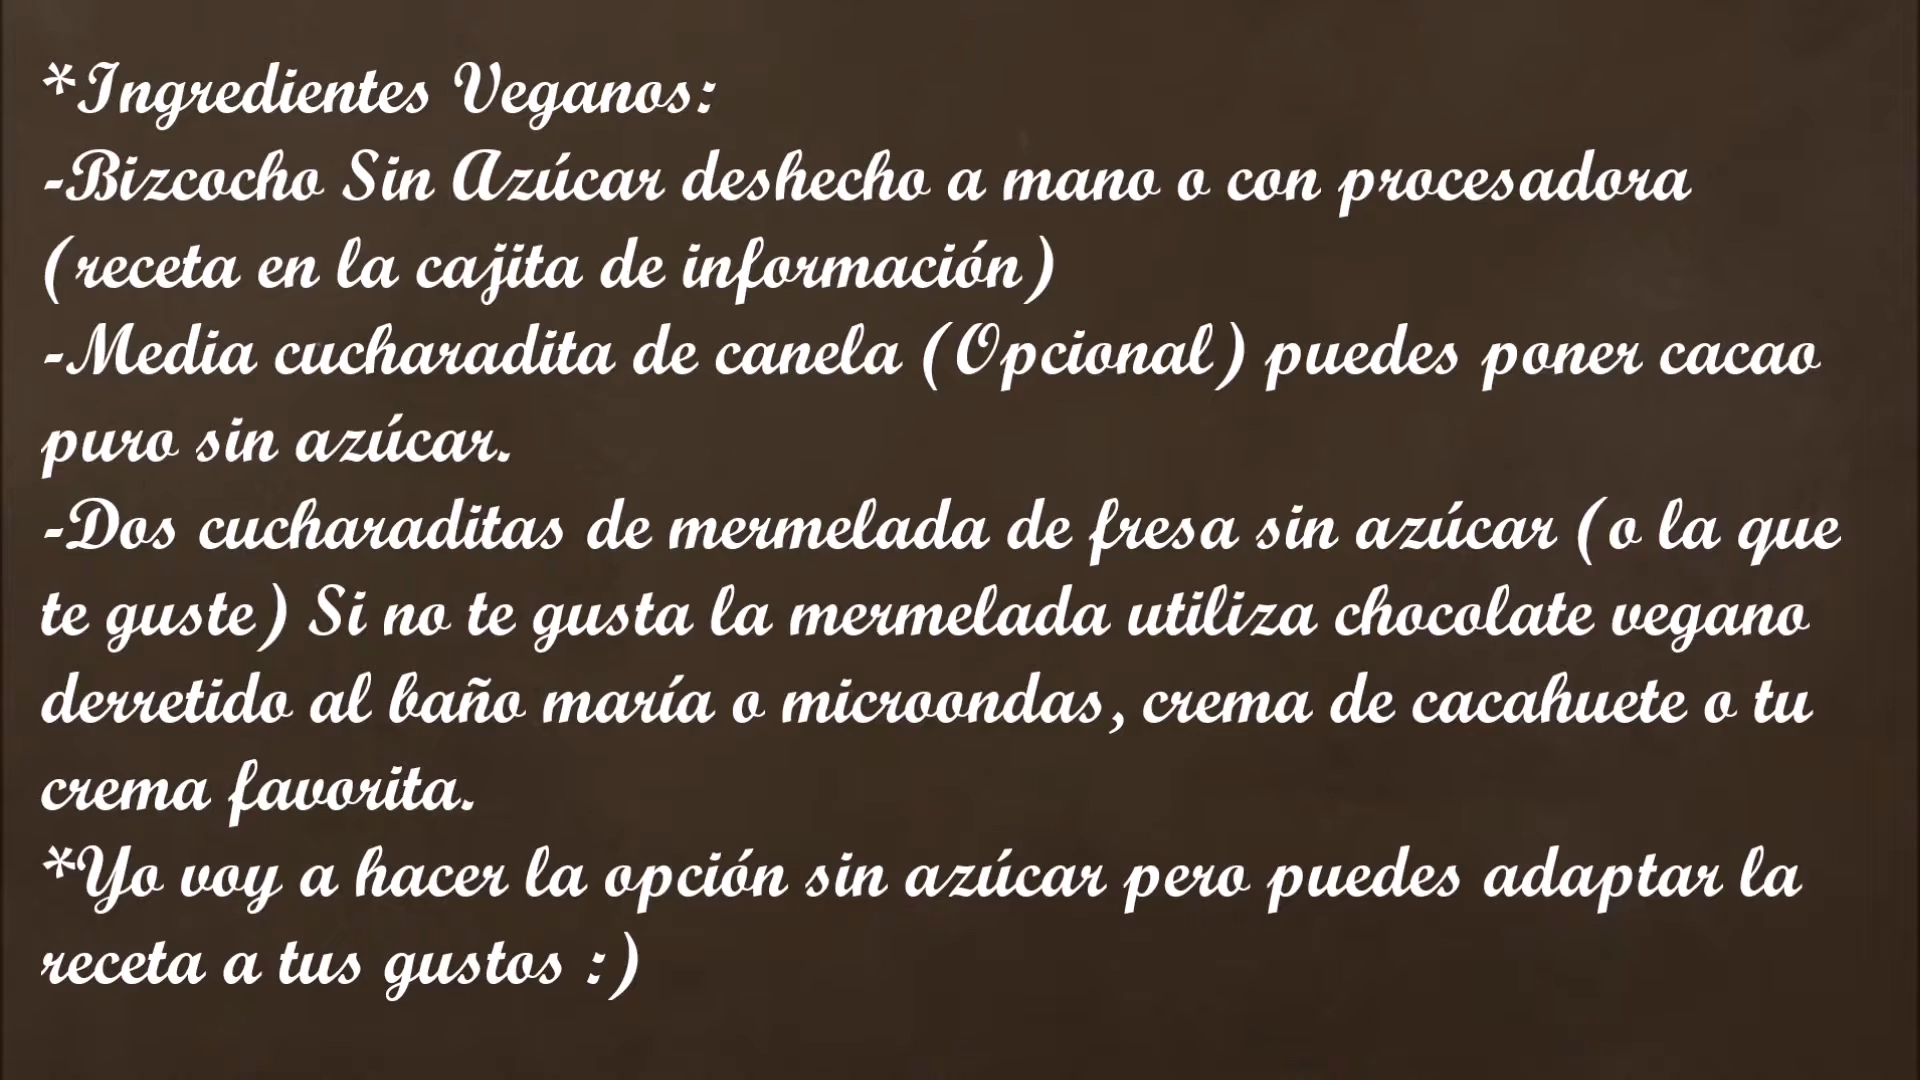 *Ingredientes Veganos:
-Bizcocho Sin Azúcar deshecho a mano o con procesadora
(receta en la cajita de información)
-Media cucharadita de canela (Opcional) puedes poner cacao
puro sin azúcar.
-Dos cucharaditas de mermelada de fresa sin azúcar (o la que
te guste) Si no te gusta la mermelada utiliza chocolate vegano
derretido al baño maría o microondas, crema de cacahuete o tu
crema favorita.
*Yo voy a hacer la opción sin azúcar pero puedes adaptar la
receta a tus gustos :)